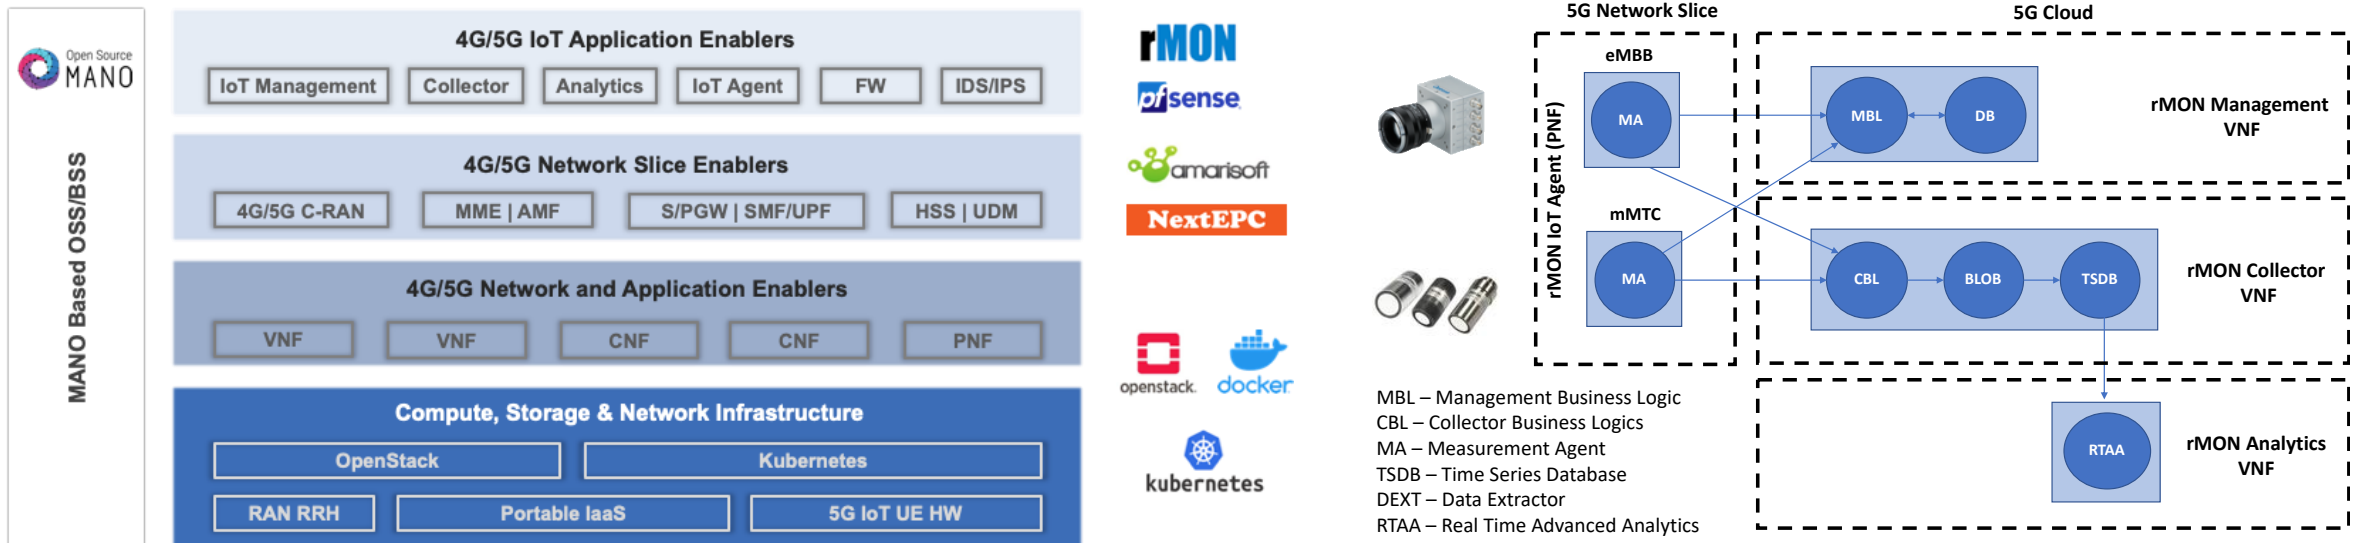 Open Source
MANO
MANO Based OSS/BSS
4G/5G IoT Application Enablers
IoT Management
Collector
Analytics
IoT Agent
FW
IDS/IPS
4G/5G Network Slice Enablers
4G/5G C-RAN
MME | AMF
S/PGW | SMF/UPF
HSS | UDM
4G/5G Network and Application Enablers
VNF
VNF
CNF
CNF
PNF
Compute, Storage & Network Infrastructure
OpenStack
Kubernetes
RAN RRH
Portable IaaS
5G IoT UE HW
rMON
pfsense
amarisoft
NextEPC
openstack.
docker
kubernetes
5G Network Slice
5G Cloud
rMON IoT Agent (PNF)
eMBB
MA
mMTC
MA
MBL
DB
rMON Management
VNF
CBL
BLOB
TSDB
rMON Collector
VNF
RTAA
rMON Analytics
VNF
MBL – Management Business Logic
CBL – Collector Business Logics
MA – Measurement Agent
TSDB – Time Series Database
DEXT – Data Extractor
RTAA – Real Time Advanced Analytics